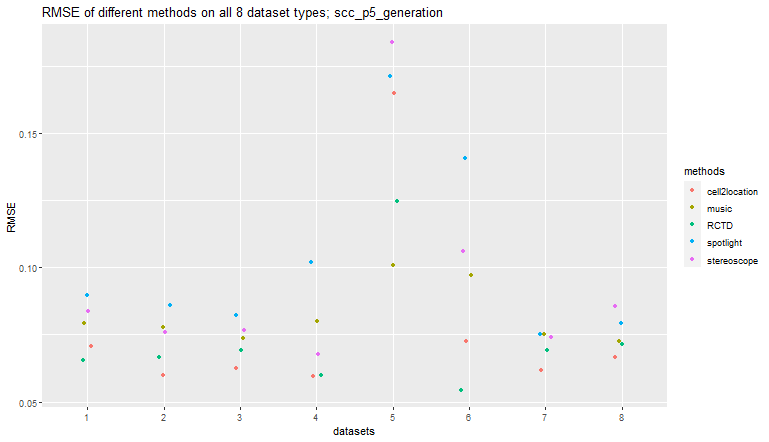 RMSE of different methods on all 8 dataset types; scc_p5_generation
RMSE
0.15
0.10
0.05
1 2 3 4 5 6 7 8
datasets
methods
cell2location
music
RCTD
spotlight
stereoscope